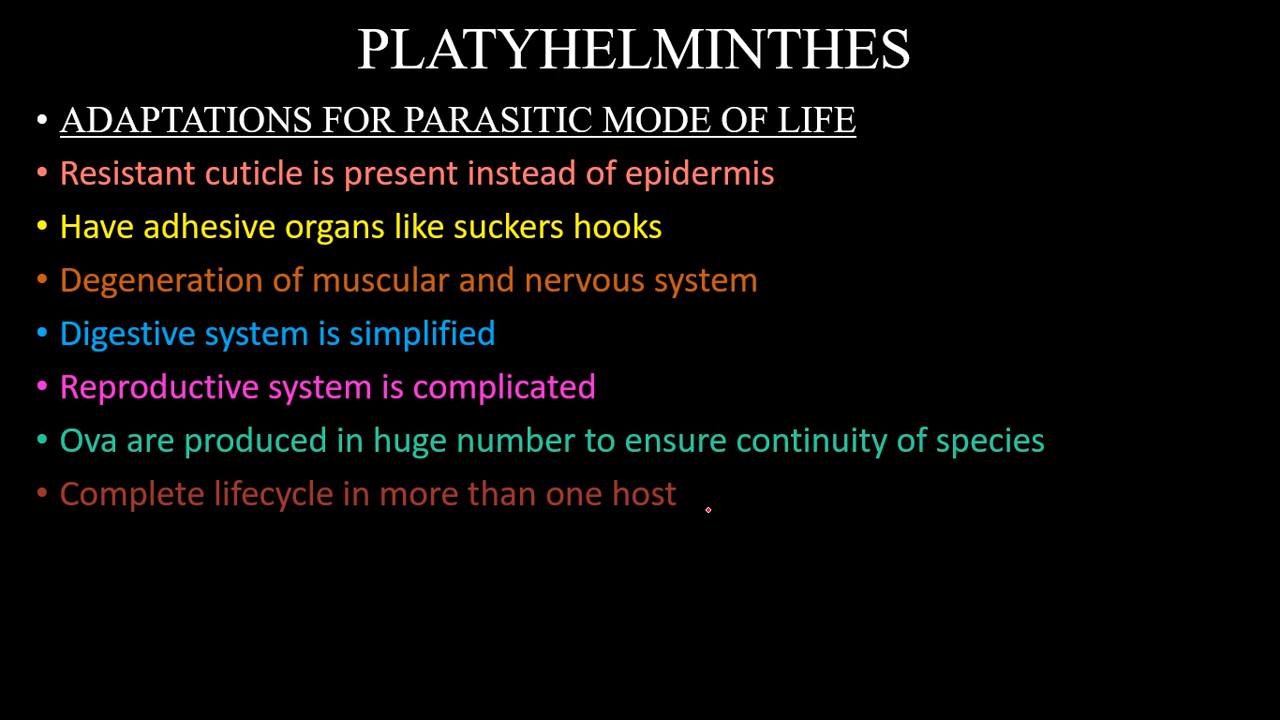 PLATYHELMINTHES
• ADAPTATIONS FOR PARASITIC MODE OF LIFE
• Resistant cuticle is present instead of epidermis
• Have adhesive organs like suckers hooks
• Degeneration of muscular and nervous system
• Digestive system is simplified
• Reproductive system is complicated
• Ova are produced in huge number to ensure continuity of species
• Complete lifecycle in more than one host